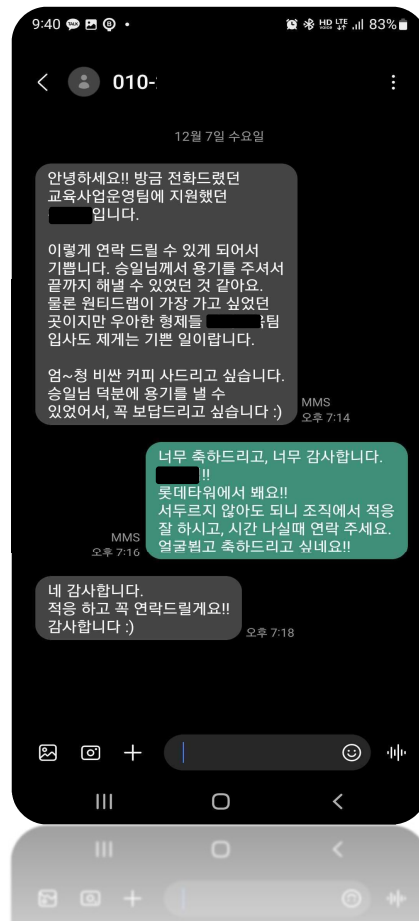 9:40
HD voice LTE 83%
010-
12월 7일 수요일
안녕하세요!! 방금 전화드렸던
교육사업운영팀에 지원했던
입니다.
이렇게 연락 드릴 수 있게 되어서
기쁩니다. 승일님께서 용기를 주셔서
끝까지 해낼 수 있었던 것 같아요.
물론 원티드랩이 가장 가고 싶었던
곳이지만 우아한 형제들 팀
입사도 제게는 기쁜 일이랍니다.
엄~청 비싼 커피 사드리고 싶습니다.
승일님 덕분에 용기를 낼 수
있었어서, 꼭 보답드리고 싶습니다 :)
MMS
오후 7:14
너무 축하드리고, 너무 감사합니다.
!!
롯데타워에서 봬요!!
서두르지 않아도 되니 조직에서 적응
잘 하시고, 시간 나실때 연락 주세요.
얼굴뵙고 축하드리고 싶네요!!
MMS
오후 7:16
네 감사합니다.
적응 하고 꼭 연락드릴게요!!
감사합니다 :)
오후 7:18